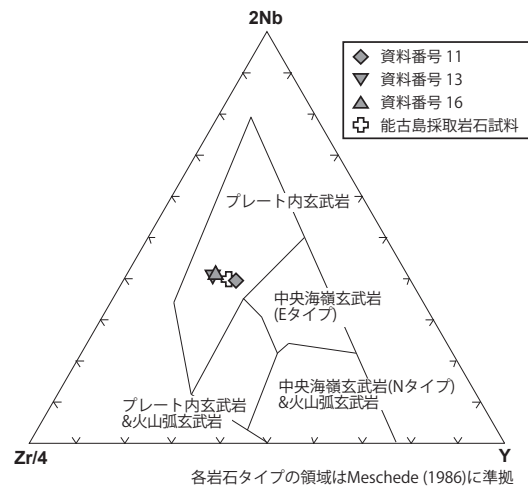 2Nb
資料番号 11
資料番号 13
資料番号 16
能古島採取岩石試料
プレート内玄武岩
中央海嶺玄武岩
(Eタイプ)
中央海嶺玄武岩(Nタイプ)
&火山弧玄武岩
プレート内玄武岩
&火山弧玄武岩
Zr/4
Y
各岩石タイプの領域はMeschede (1986)に準拠